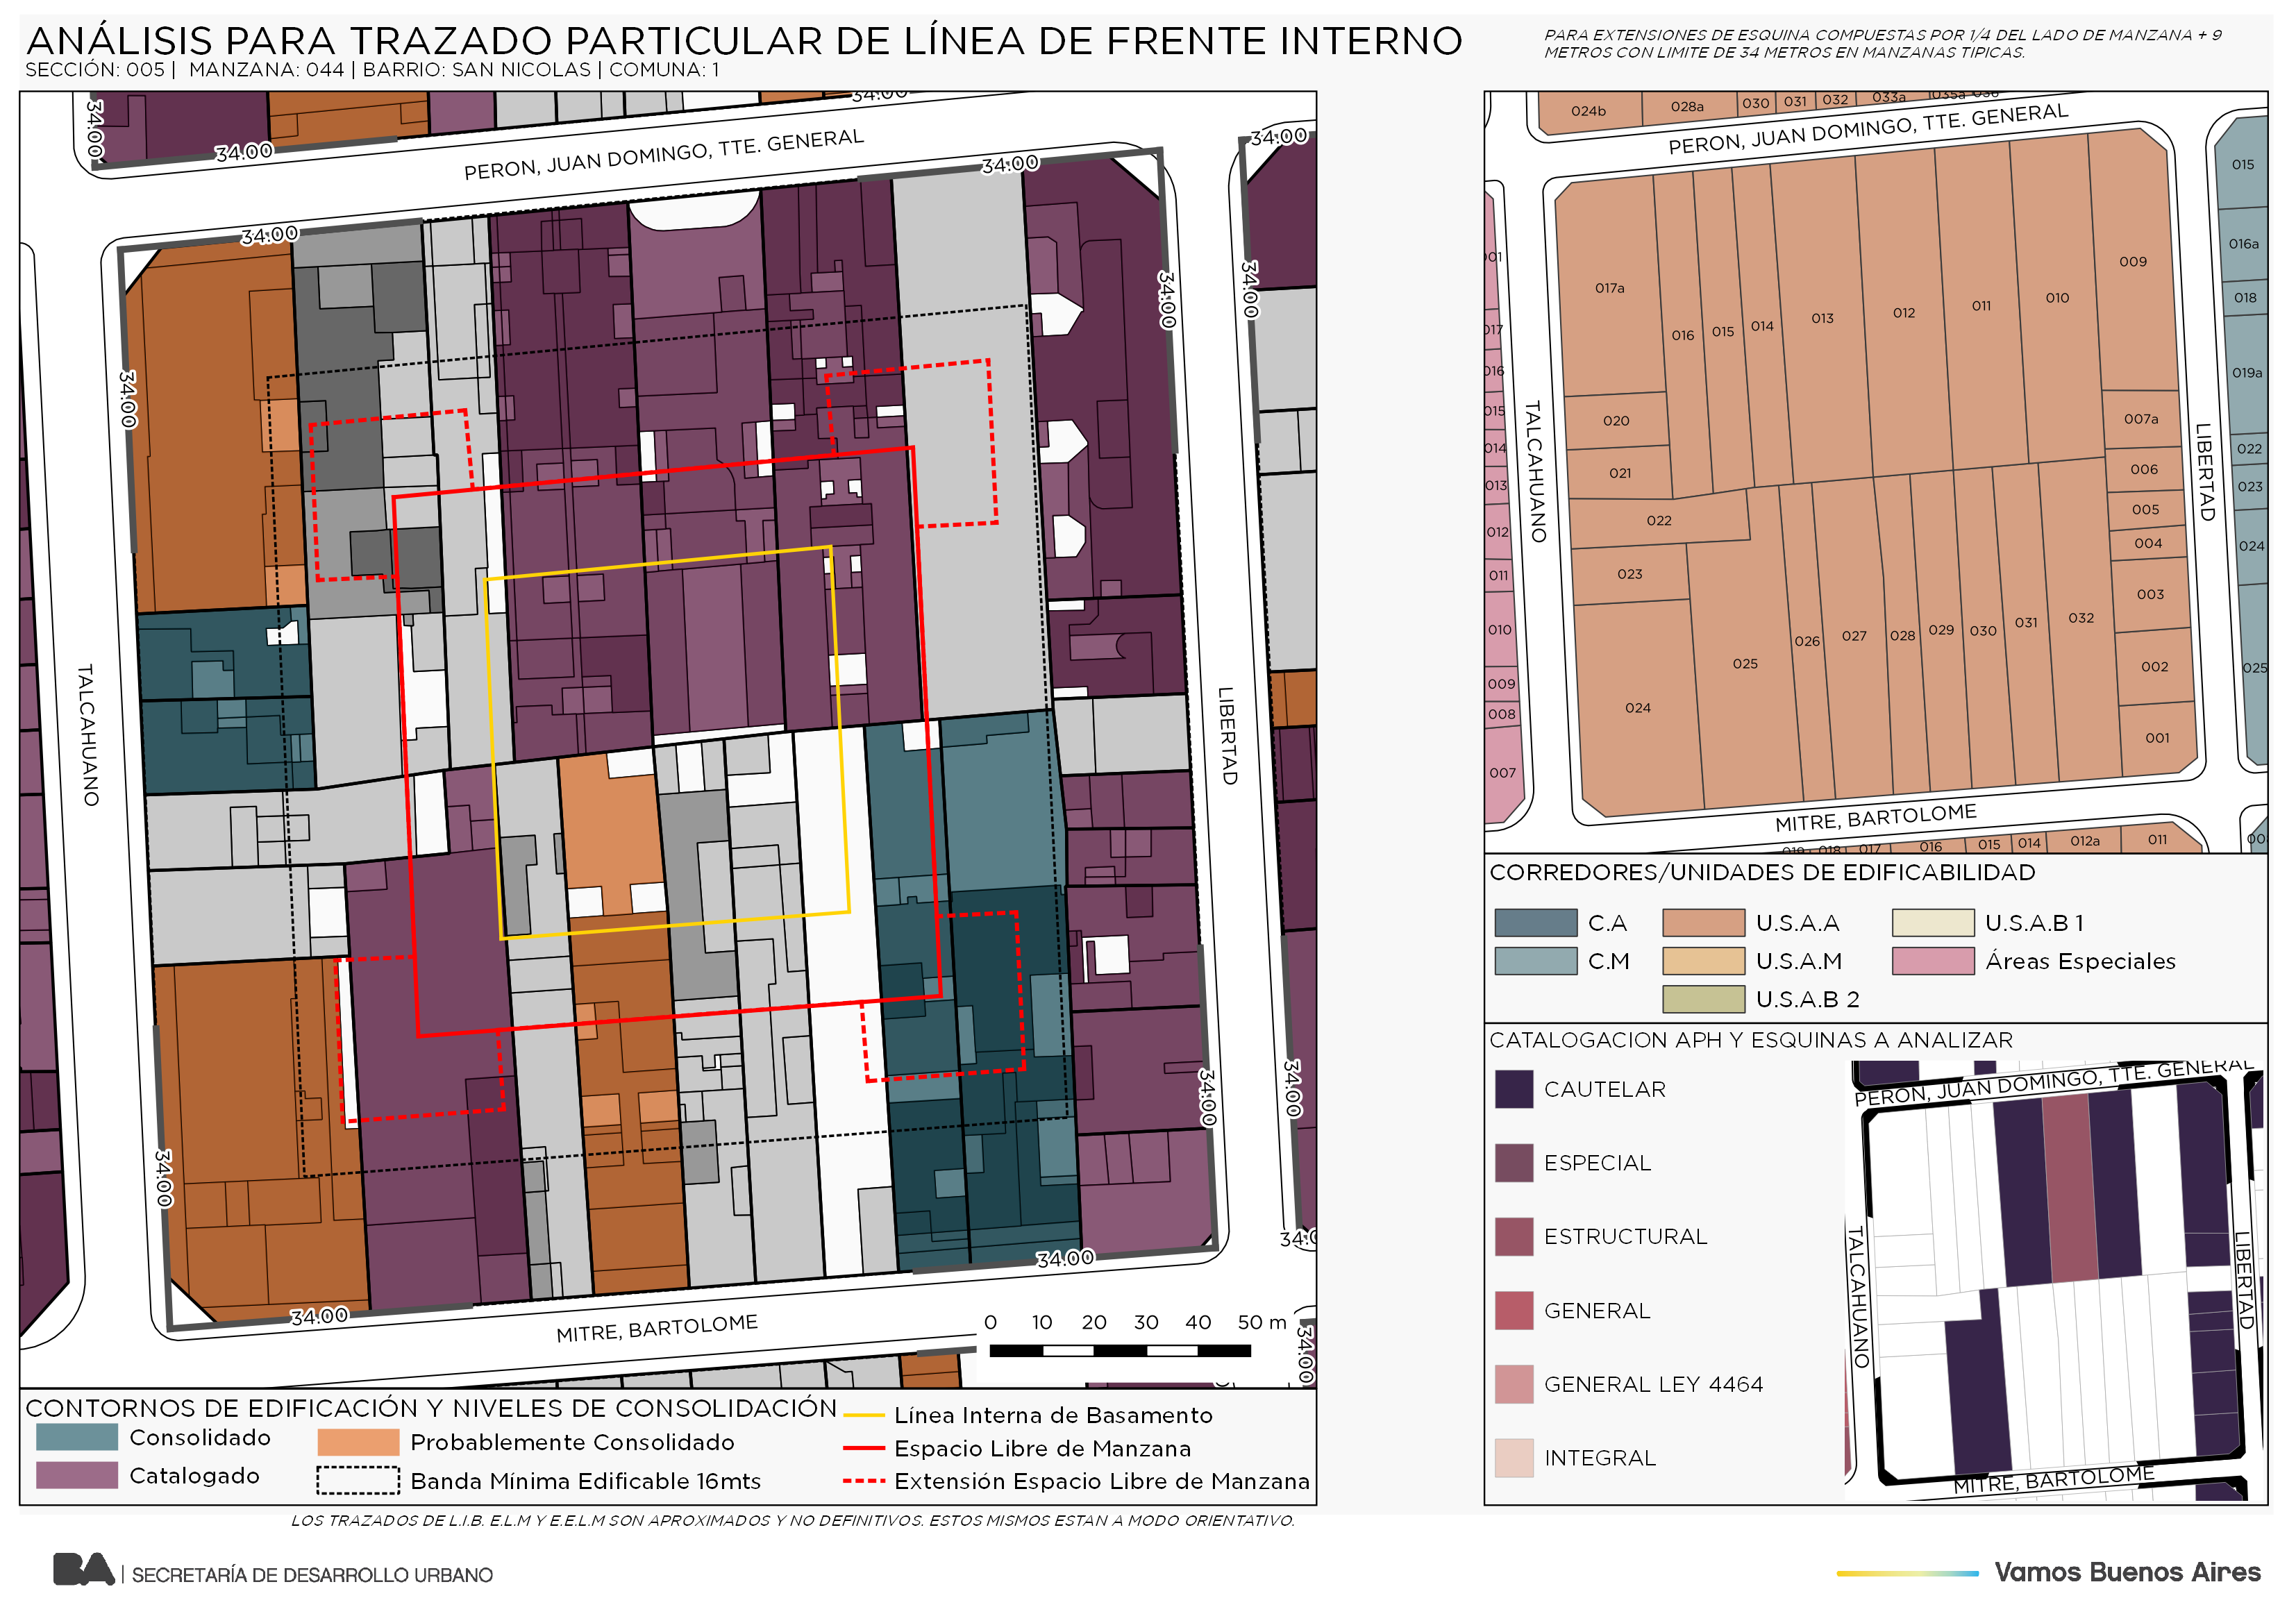 ANÁLISIS PARA TRAZADO PARTICULAR DE LÍNEA DE FRENTE INTERNO
SECCIÓN: 005 | MANZANA: 044 | BARRIO: SAN NICOLAS | COMUNA: 1
PARA EXTENSIONES DE ESQUINA COMPUESTAS POR 1/4 DEL LADO DE MANZANA + 9
METROS CON LIMITE DE 34 METROS EN MANZANAS TIPICAS.
34.00
34.00
34.00
PERON, JUAN DOMINGO, TTE. GENERAL
34.00
34.00
34.00
34.00
34.00
34.00
TALCAHUANO
LIBERTAD
34.00
34.00
34.00
34.00
34.00
MITRE, BARTOLOME
34.00
0 10 20 30 40 50 m
CONTORNOS DE EDIFICACIÓN Y NIVELES DE CONSOLIDACIÓN
Consolidado
Catalogado
Probablemente Consolidado
Banda Mínima Edificable 16mts
Línea Interna de Basamento
Espacio Libre de Manzana
Extensión Espacio Libre de Manzana
LOS TRAZADOS DE L.I.B. E.L.M Y E.E.L.M SON APROXIMADOS Y NO DEFINITIVOS. ESTOS MISMOS ESTAN A MODO ORIENTATIVO.
024b 028a 030 031 032 033a
PERON, JUAN DOMINGO, TTE. GENERAL
017a 016 015 014 013 012 011 010 009
020
021
022
023
024 025 026 027 028 029 030 031 032
007a
006
005
004
003
002
001
015
016a
018
019a
022
023
024
025
017
016
015
014
013
012
011
010
009
008
007
TALCAHUANO
LIBERTAD
MITRE, BARTOLOME
017 016 015 014 012a 011
CORREDORES/UNIDADES DE EDIFICABILIDAD
C.A
C.M
U.S.A.A
U.S.A.M
U.S.A.B 2
U.S.A.B 1
Áreas Especiales
CATALOGACION APH Y ESQUINAS A ANALIZAR
CAUTELAR
ESPECIAL
ESTRUCTURAL
GENERAL
GENERAL LEY 4464
INTEGRAL
PERON, JUAN DOMINGO, TTE. GENERAL
TALCAHUANO
LIBERTAD
MITRE, BARTOLOME
BA | SECRETARÍA DE DESARROLLO URBANO
Vamos Buenos Aires